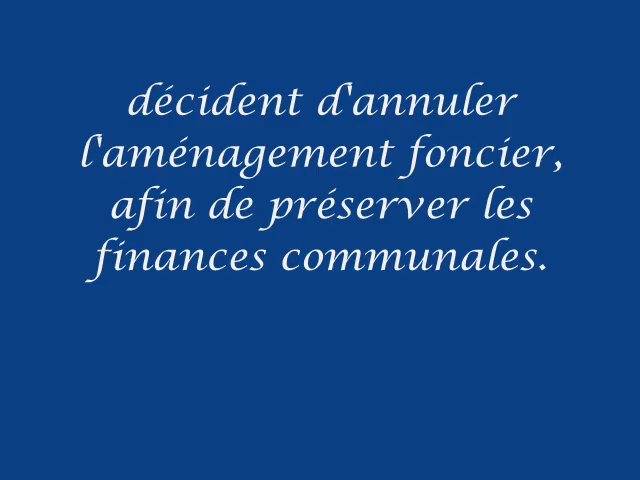 décident d'annuler
l'aménagement foncier,
afin de préserver les
finances communales.